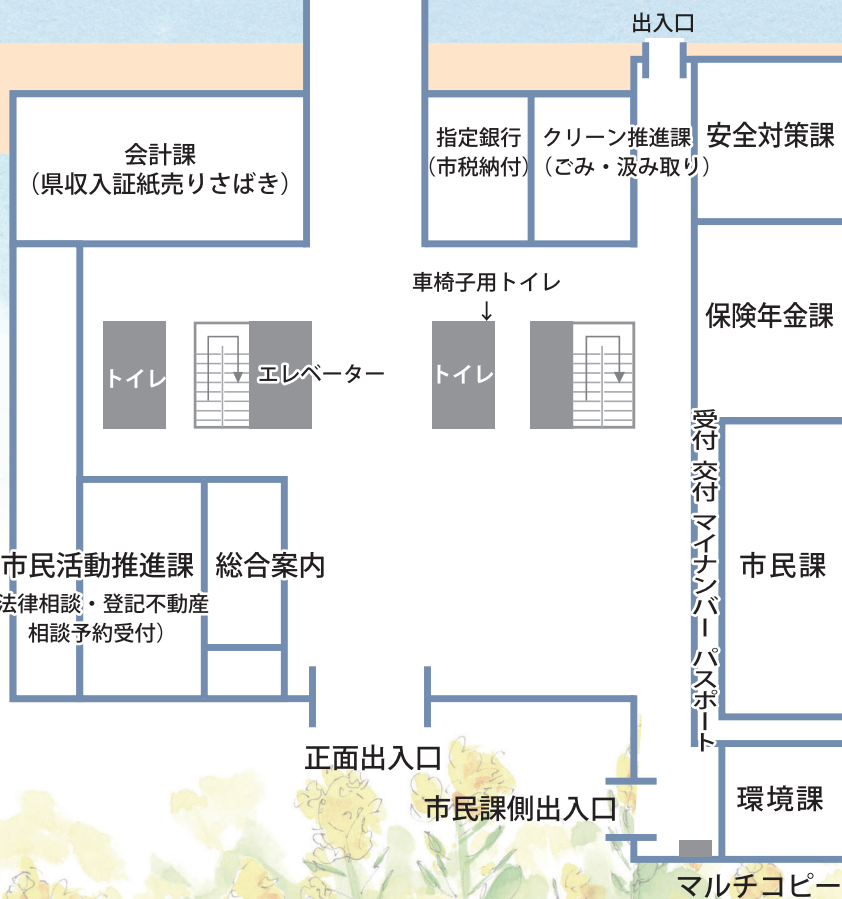 出入口
会計課
（県収入証紙売りさばき）
指定銀行
（市税納付）
クリーン推進課
（ごみ・汲み取り）
安全対策課
車椅子用トイレ
↓
保険年金課
トイレ
エレベーター
トイレ
受付 交付 マイナンバー パスポート
市民課
市民活動推進課
法律相談・登記不動産
相談予約受付）
総合案内
正面出入口
市民課側出入口
環境課
マルチコピー